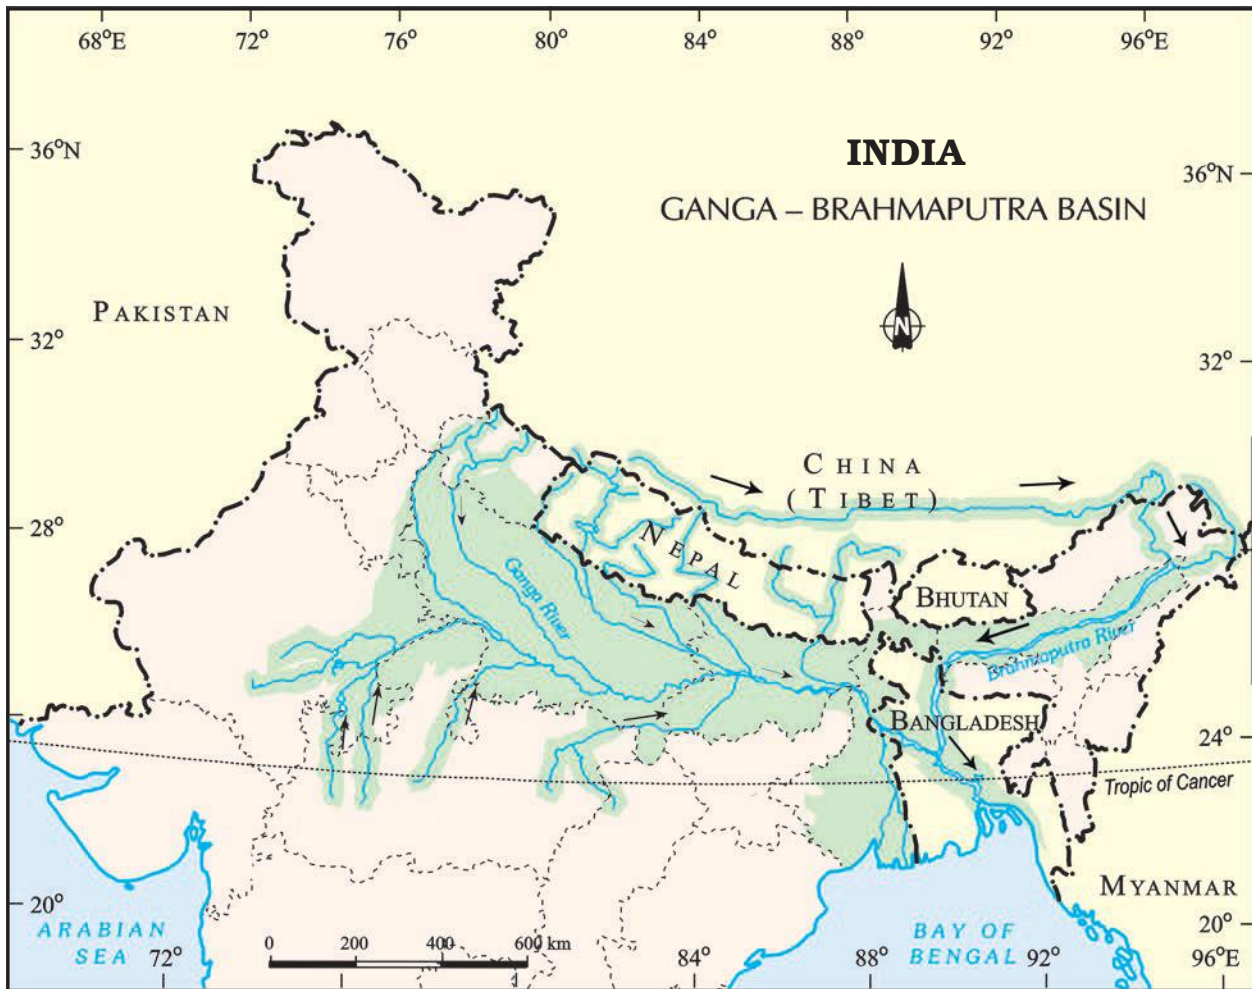 68°E 72° 76° 80° 84° 88° 92° 96°E
36°N
INDIA
36°N
GANGA – BRAHMAPUTRA BASIN
PAKISTAN
N
32°
32°
CHINA
(TIBET)
28°
NEPAL
28°
Ganga River
BHUTAN
Brahmaputra River
BANGLADESH
24°
Tropic of Cancer
MYANMAR
20°
20°
ARABIAN
SEA
BAY OF
BENGAL
0 200 400 600 km
72° 84° 88° 92° 96°E